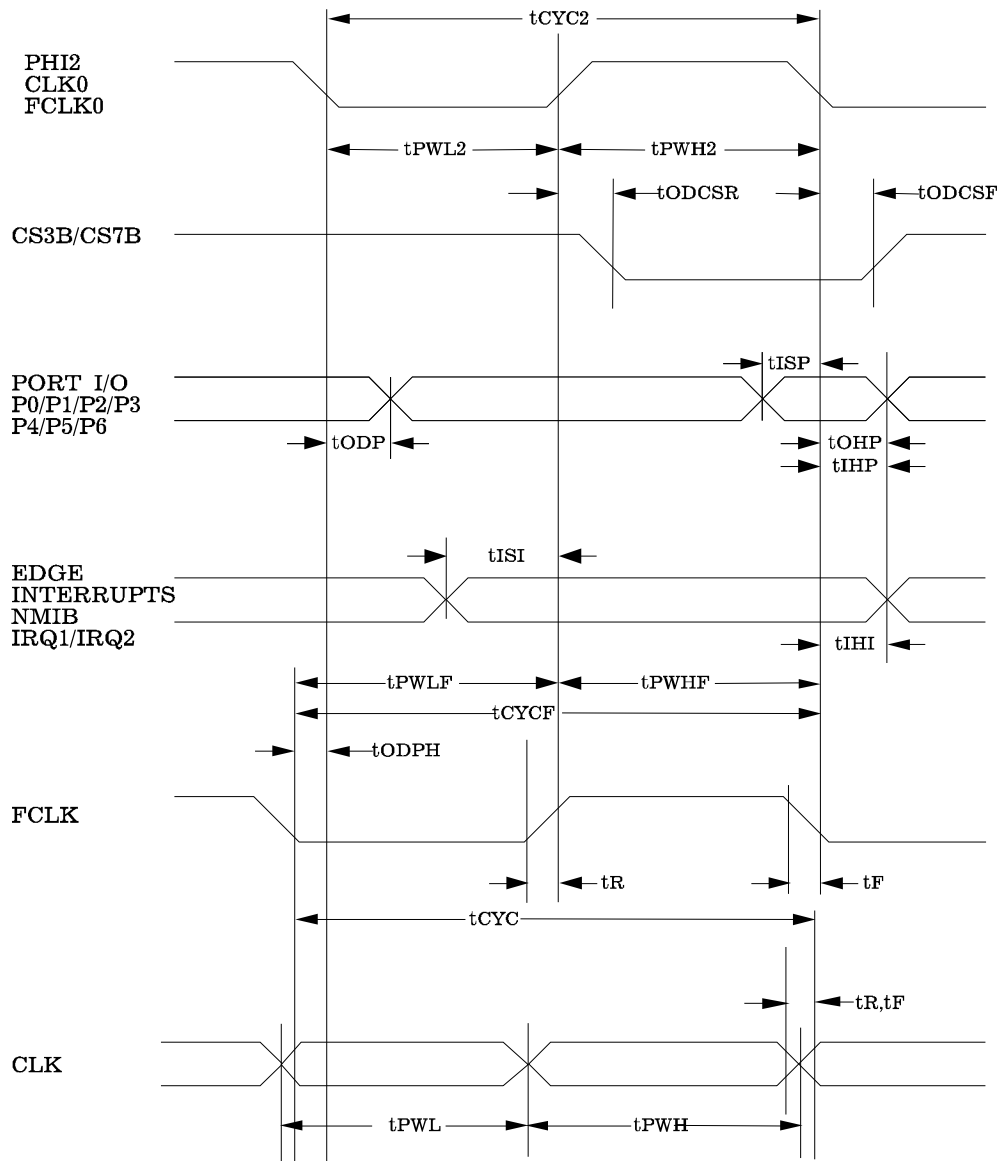 tCYC2
PHI2
CLK0
FCLK0
tPWL2
tPWH2
tODCSR
tODCSF
CS3B/CS7B
tISP
PORT I/O
P0/P1/P2/P3
P4/P5/P6
tODP
tOHP
tIHP
tISI
EDGE
INTERRUPTS
NMIB
IRQ1/IRQ2
tIHI
tPWLF
tPWHF
tCYCF
tODPH
FCLK
tR
tF
tCYC
tR,tF
CLK
tPWL
tPWH